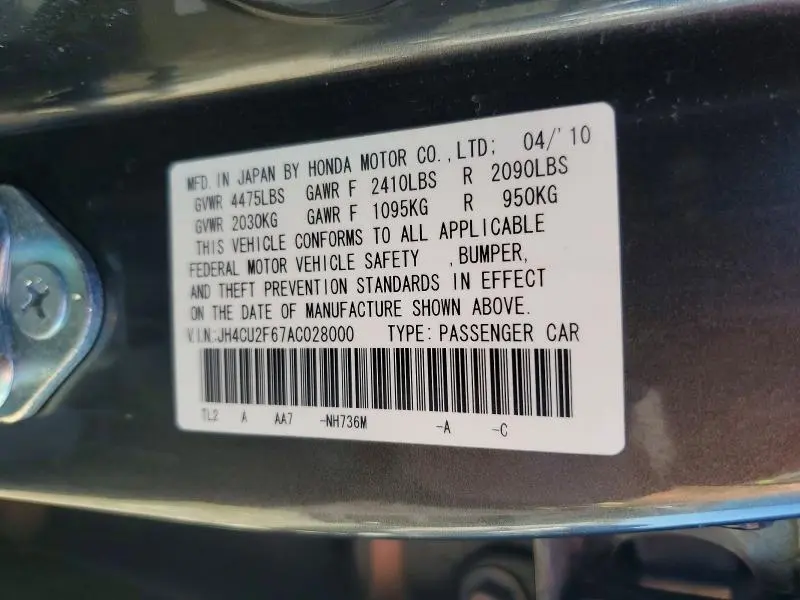 MFD. IN JAPAN BY HONDA MOTOR CO.,LTD; 04/'10
GVWR 4475LBS GAWR F 2410LBS R 2090LBS
GVWR 2030KG GAWR F 1095KG R 950KG
THIS VEHICLE CONFORMS TO ALL APPLICABLE
FEDERAL MOTOR VEHICLE SAFETY ,BUMPER,
AND THEFT PREVENTION STANDARDS IN EFFECT
ON THE DATE OF MANUFACTURE SHOWN ABOVE.
V.I.N:JH4CU2F67AC028000 TYPE:PASSENGER CAR
TL2 A AA7 -NH736M -A -C